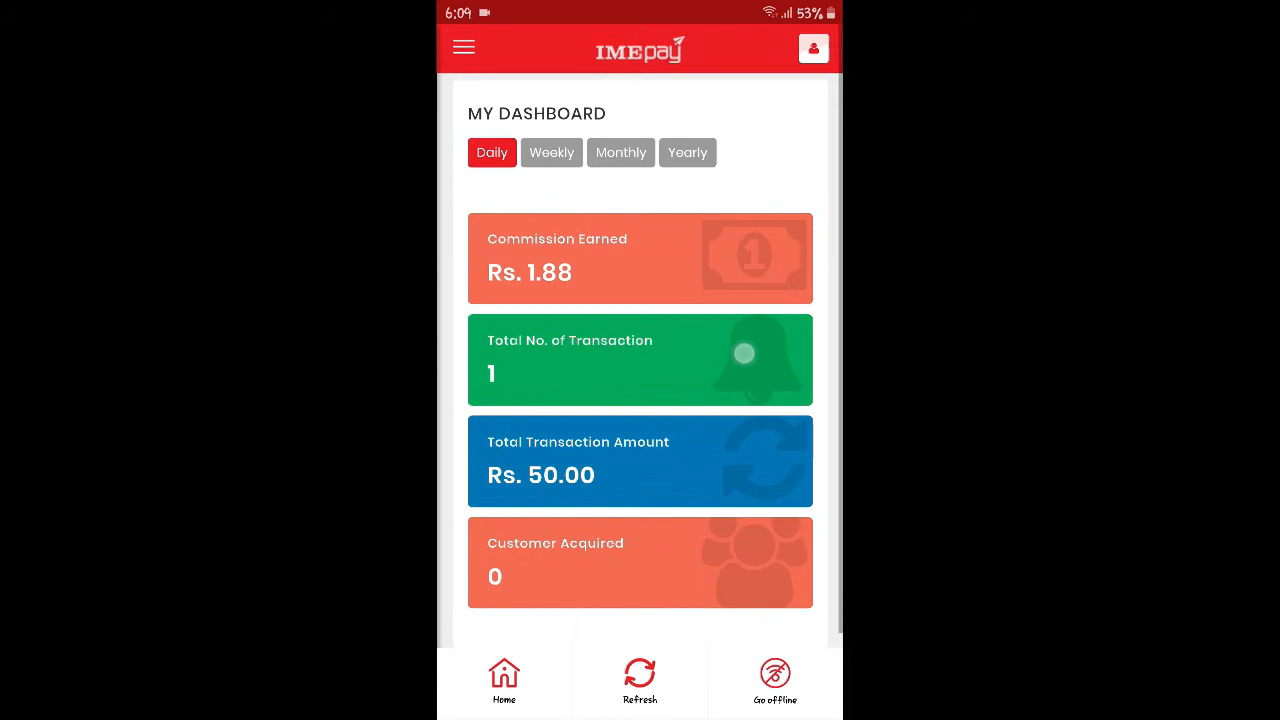 6:09 53%
IMEpay
MY DASHBOARD
Daily Weekly Monthly Yearly
Commission Earned
Rs. 1.88
1
Total No. of Transaction
1
Total Transaction Amount
Rs. 50.00
Customer Acquired
0
Home Refresh Go offline